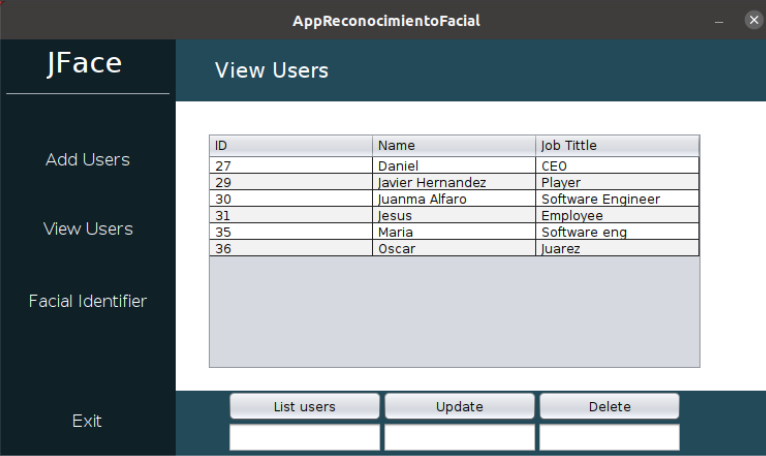 AppReconocimientoFacial
JFace
View Users
Add Users
View Users
Facial Identifier
Exit
ID Name Job Tittle
27 Daniel CEO
29 Javier Hernandez Player
30 Juanma Alfaro Software Engineer
31 Jesus Employee
35 Maria Software eng
36 Oscar Juarez
List users Update Delete